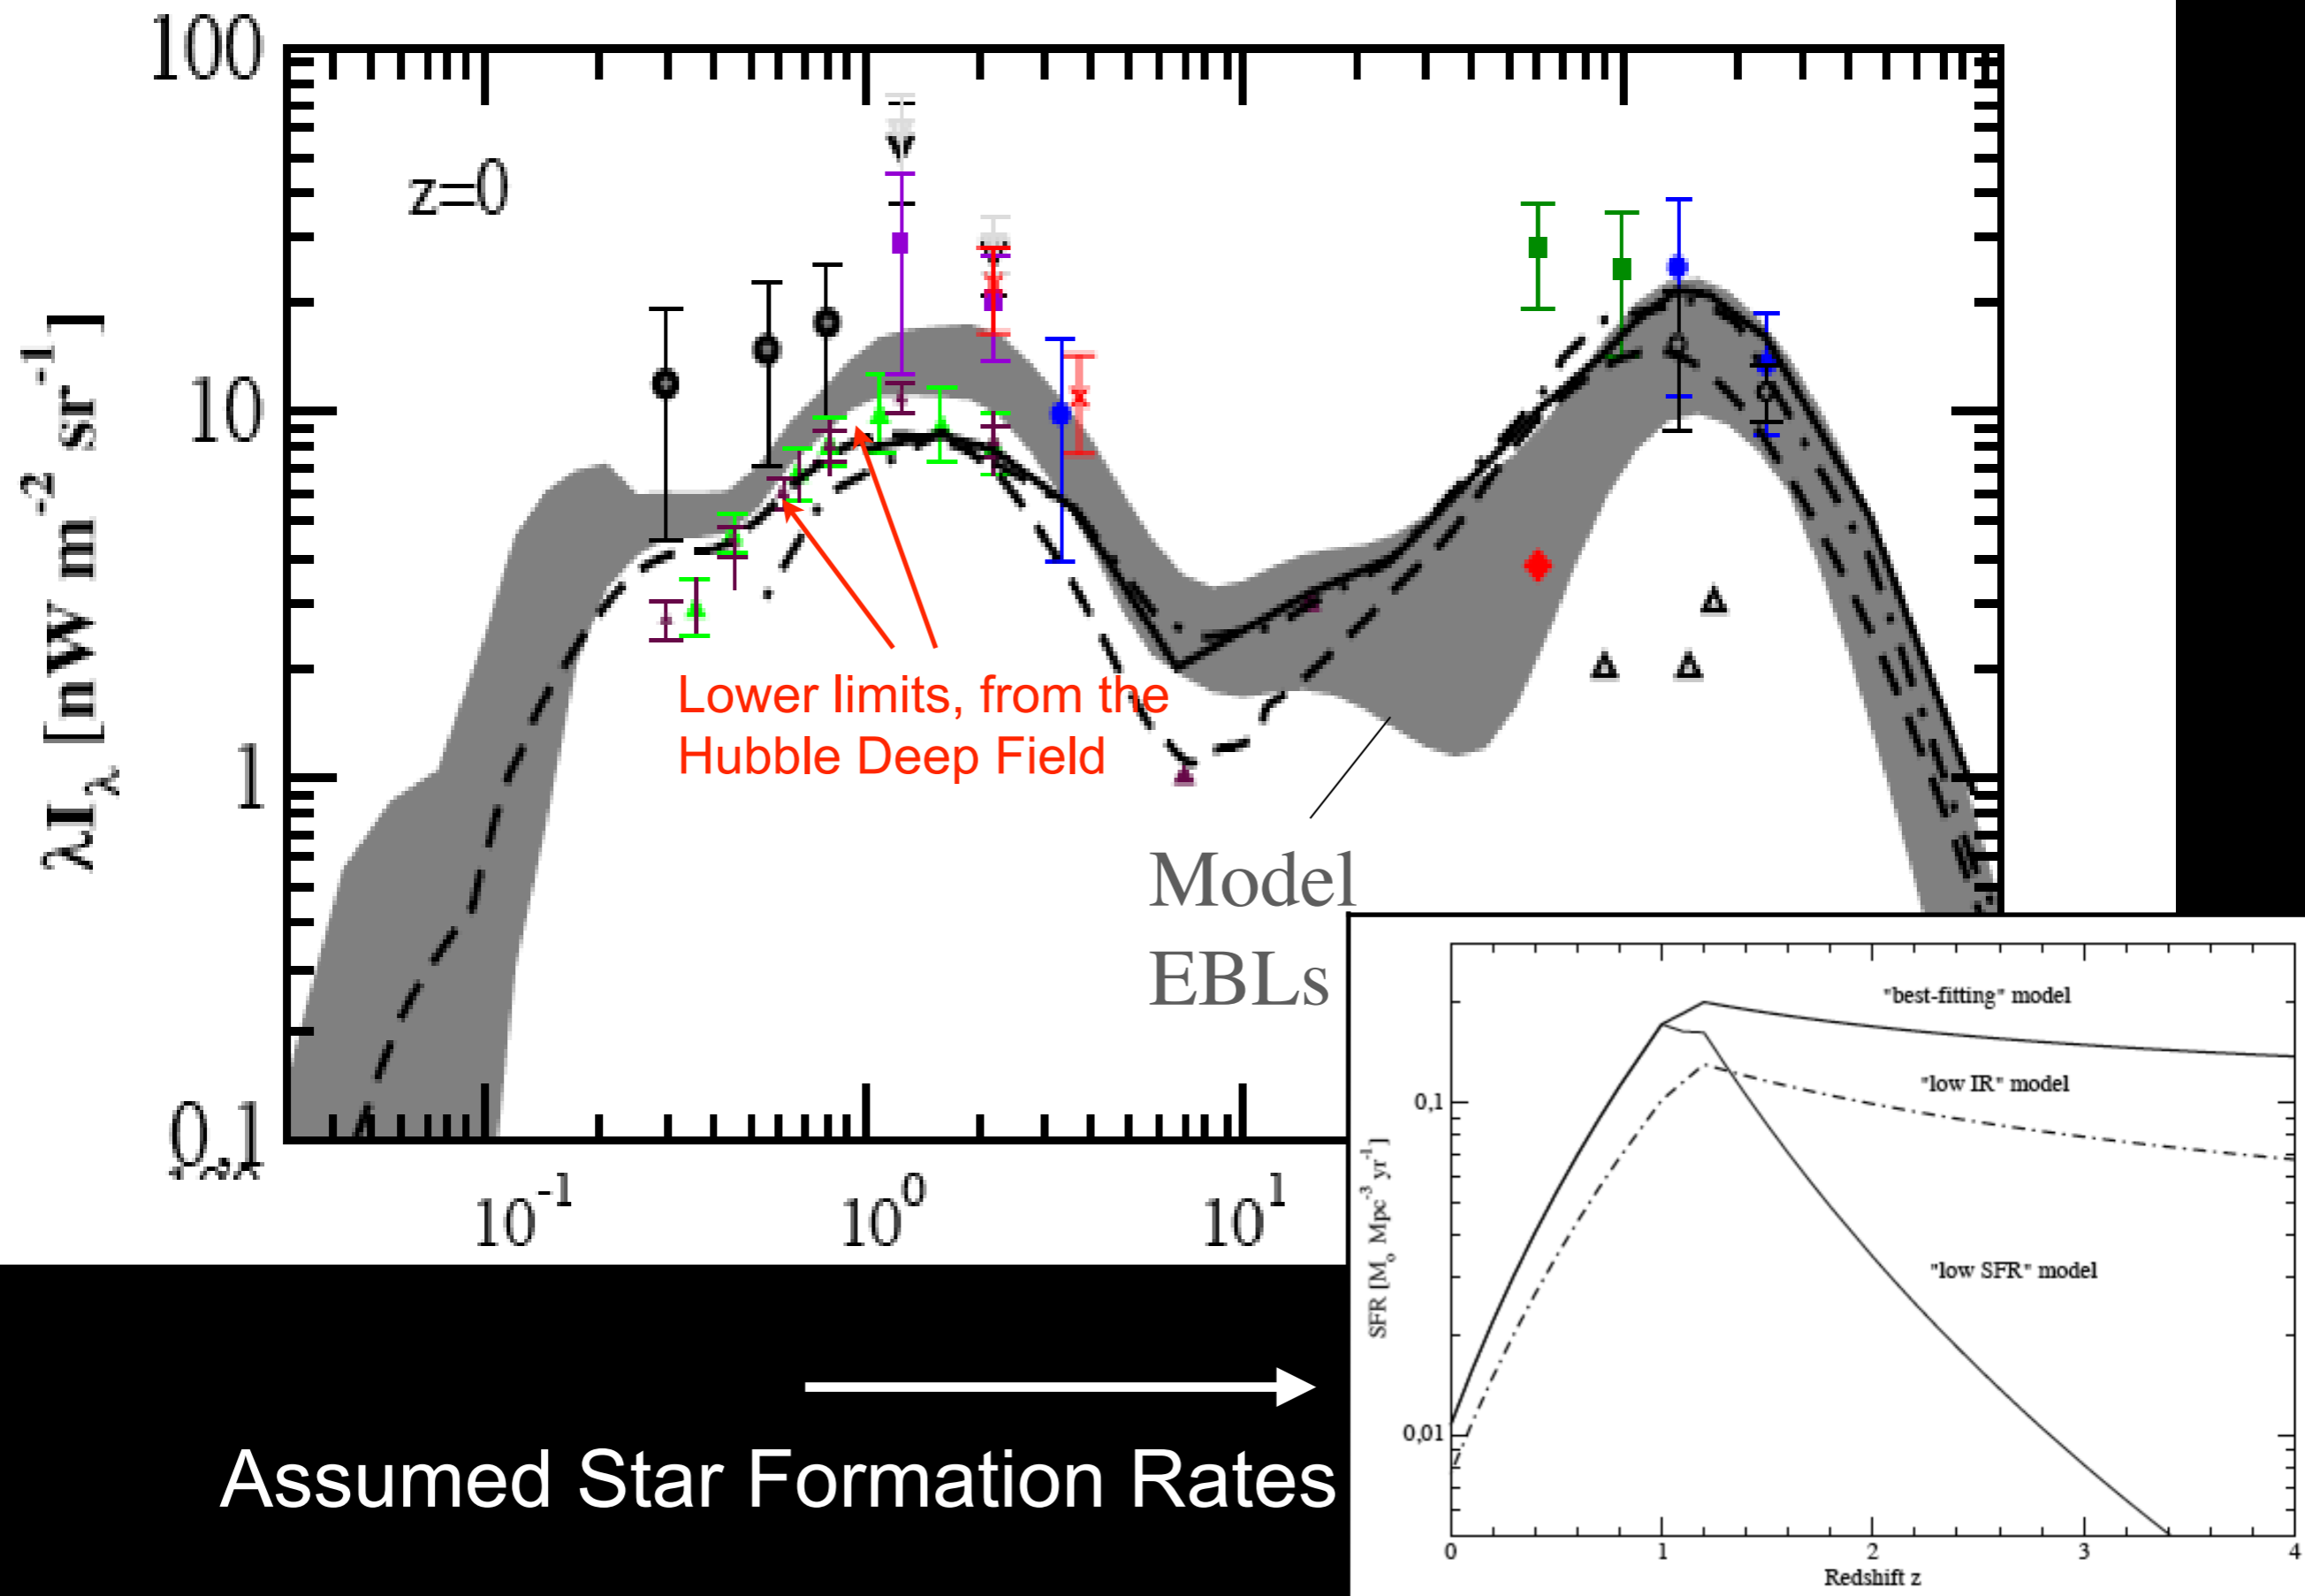 100
10
1
0,1
λI_λ [nW m^-2 sr^-1]
z=0
Lower limits, from the
Hubble Deep Field
Model
EBLs
10^-1
10^0
10^1
Assumed Star Formation Rates
SFR [M_o Mpc^-3 yr^-1]
0,1
0,01
"best-fitting" model
"low IR" model
"low SFR" model
0
1
2
3
4
Redshift z